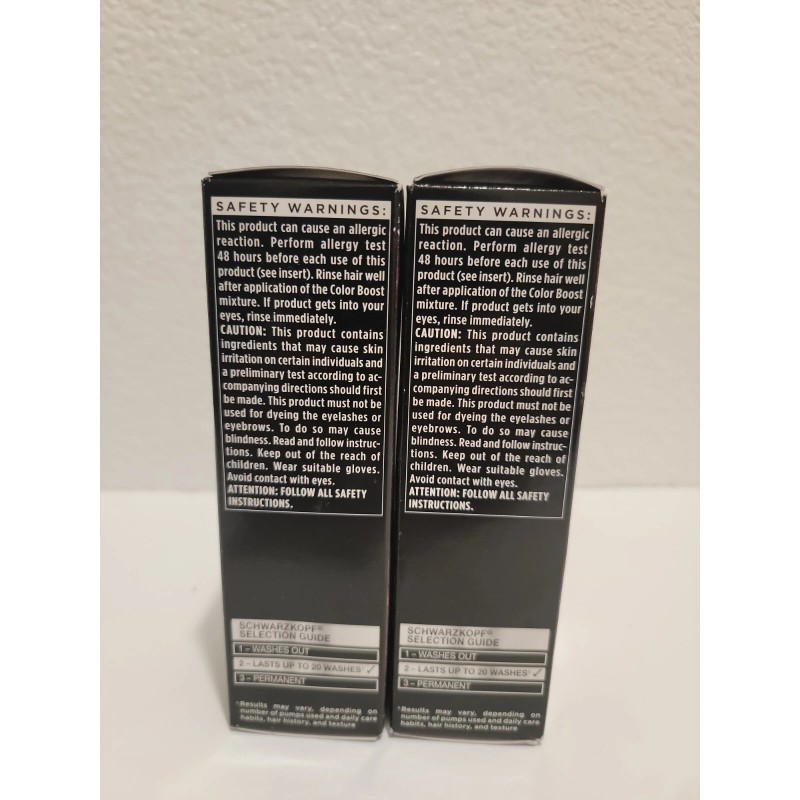 SAFETY WARNINGS:
This product can cause an allergic
reaction. Perform allergy test
48 hours before each use of this
product (see insert). Rinse hair well
after application of the Color Boost
mixture. If product gets into your
eyes, rinse immediately.
CAUTION: This product contains
ingredients that may cause skin
irritation on certain individuals and
a preliminary test according to ac-
companying directions should first
be made. This product must not be
used for dyeing the eyelashes or
eyebrows. To do so may cause
blindness. Read and follow instruc-
tions. Keep out of the reach of
children. Wear suitable gloves.
Avoid contact with eyes.
ATTENTION: FOLLOW ALL SAFETY
INSTRUCTIONS.
SCHWARZKOPF®
SELECTION GUIDE
1 – WASHES OUT
2 – LASTS UP TO 20 WASHES* ✓
3 – PERMANENT
*Results may vary, depending on
number of pumps used and daily care
habits, hair history, and texture
SAFETY WARNINGS:
This product can cause an allergic
reaction. Perform allergy test
48 hours before each use of this
product (see insert). Rinse hair well
after application of the Color Boost
mixture. If product gets into your
eyes, rinse immediately.
CAUTION: This product contains
ingredients that may cause skin
irritation on certain individuals and
a preliminary test according to ac-
companying directions should first
be made. This product must not be
used for dyeing the eyelashes or
eyebrows. To do so may cause
blindness. Read and follow instruc-
tions. Keep out of the reach of
children. Wear suitable gloves.
Avoid contact with eyes.
ATTENTION: FOLLOW ALL SAFETY
INSTRUCTIONS.
SCHWARZKOPF®
SELECTION GUIDE
1 – WASHES OUT
2 – LASTS UP TO 20 WASHES* ✓
3 – PERMANENT
*Results may vary, depending on
number of pumps used and daily care
habits, hair history, and texture